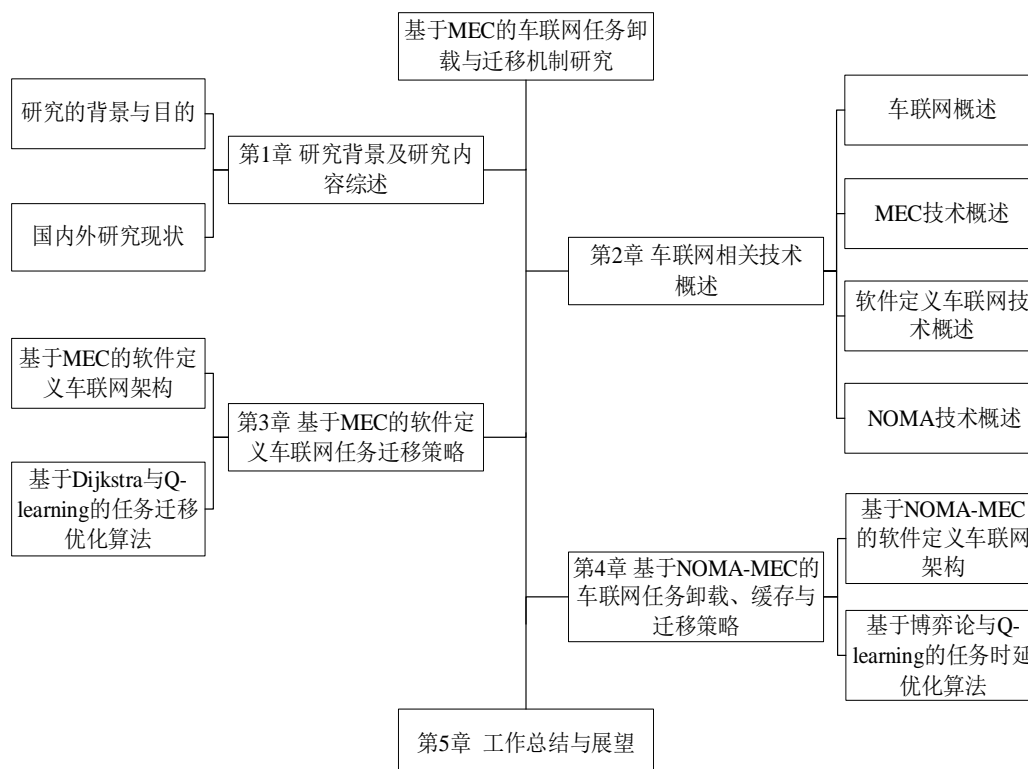 基于MEC的车联网任务卸
载与迁移机制研究
研究的背景与目的
国内外研究现状
第1章 研究背景及研究内
容综述
第2章 车联网相关技术
概述
车联网概述
MEC技术概述
软件定义车联网技
术概述
NOMA技术概述
基于MEC的软件定
义车联网架构
基于Dijkstra与Q-
learning的任务迁移
优化算法
第3章 基于MEC的软件定
义车联网任务迁移策略
第4章 基于NOMA-MEC的
车联网任务卸载、缓存与
迁移策略
基于NOMA-MEC
的软件定义车联网
架构
基于博弈论与Q-
learning的任务时延
优化算法
第5章 工作总结与展望